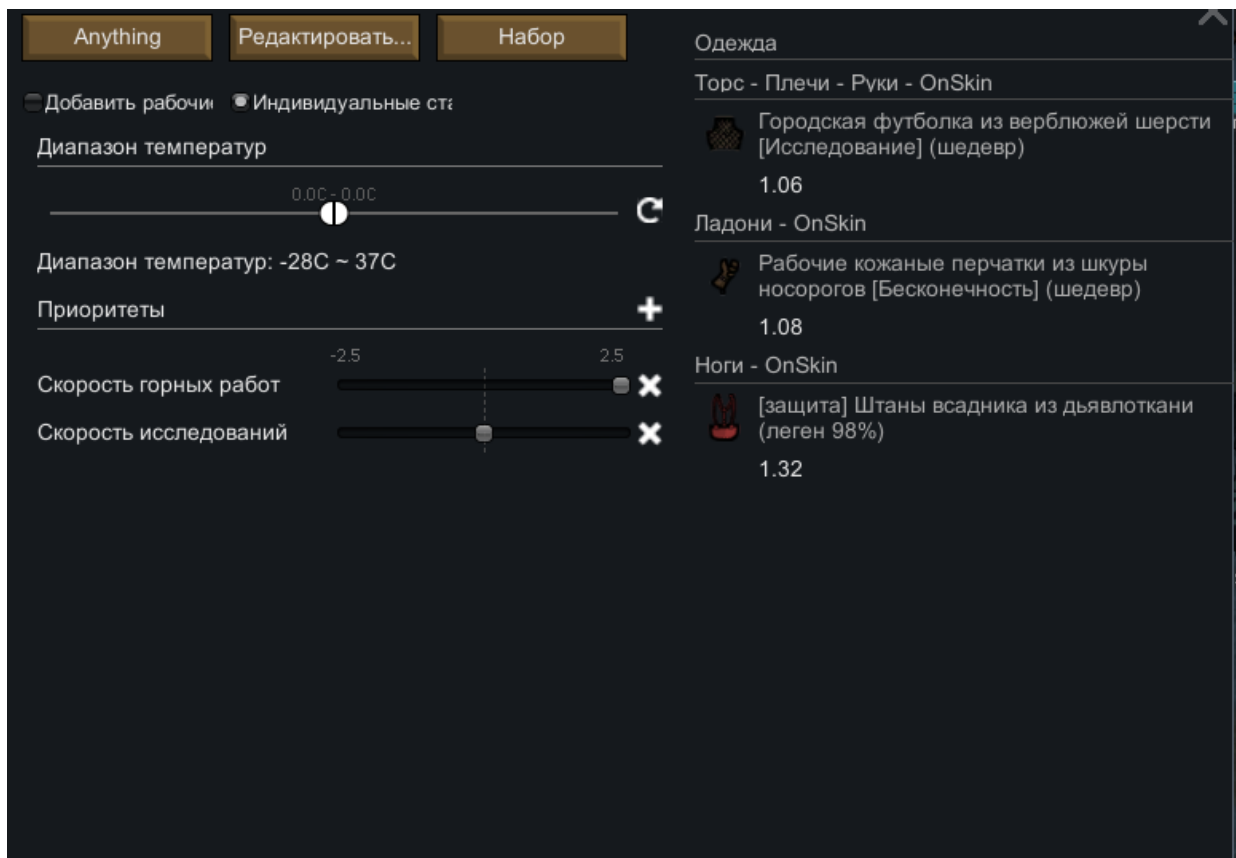 Anything
Редактировать...
Набор
Добавить рабочи
Индивидуальные ста
Диапазон температур
0.0C - 0.0C
Диапазон температур: -28C ~ 37C
Приоритеты
-2.5
2.5
Скорость горных работ
Скорость исследований
Одежда
Торс - Плечи - Руки - OnSkin
Городская футболка из верблюжей шерсти
[Исследование] (шедевр)
1.06
Ладони - OnSkin
Рабочие кожаные перчатки из шкуры
носорогов [Бесконечность] (шедевр)
1.08
Ноги - OnSkin
[защита] Штаны всадника из дьявлоткани
(леген 98%)
1.32